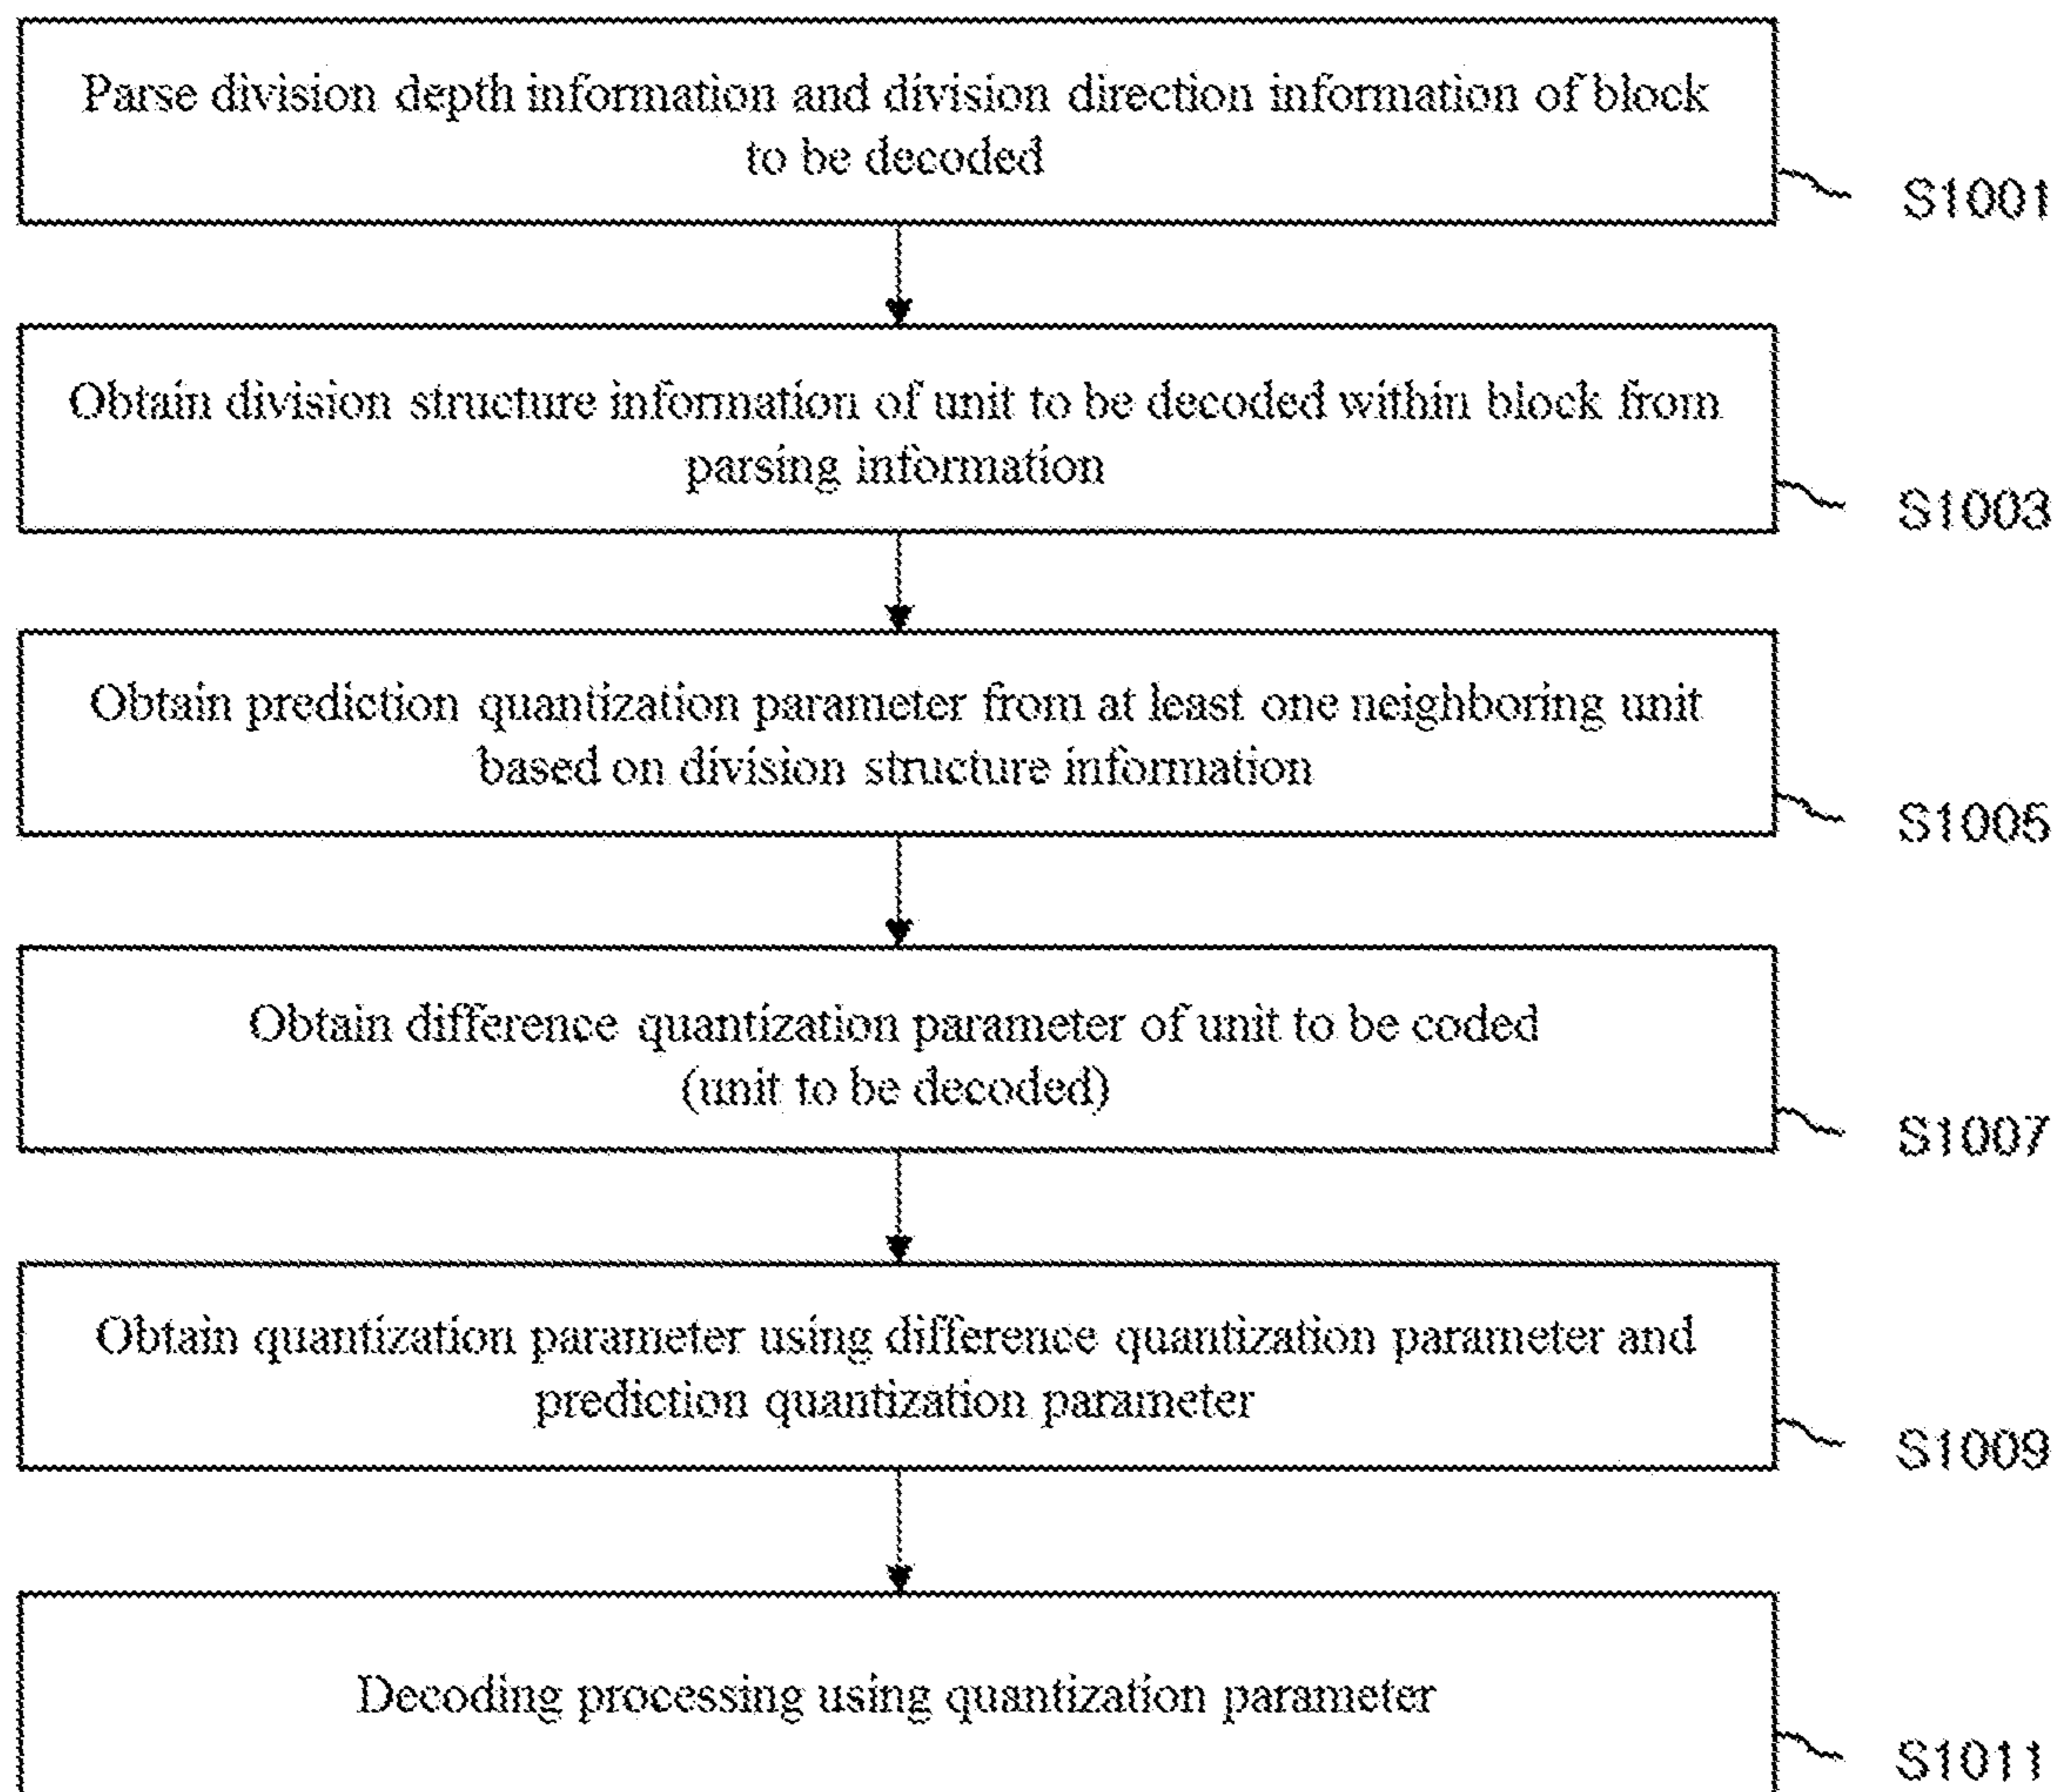 Parse division depth information and division direction information of block
to be decoded
S1001
Obtain division structure information of unit to be decoded within block from
parsing information
S1003
Obtain prediction quantization parameter from at least one neighboring unit
based on division structure information
S1005
Obtain difference quantization parameter of unit to be coded
(unit to be decoded)
S1007
Obtain quantization parameter using difference quantization parameter and
prediction quantization parameter
S1009
Decoding processing using quantization parameter
S1011